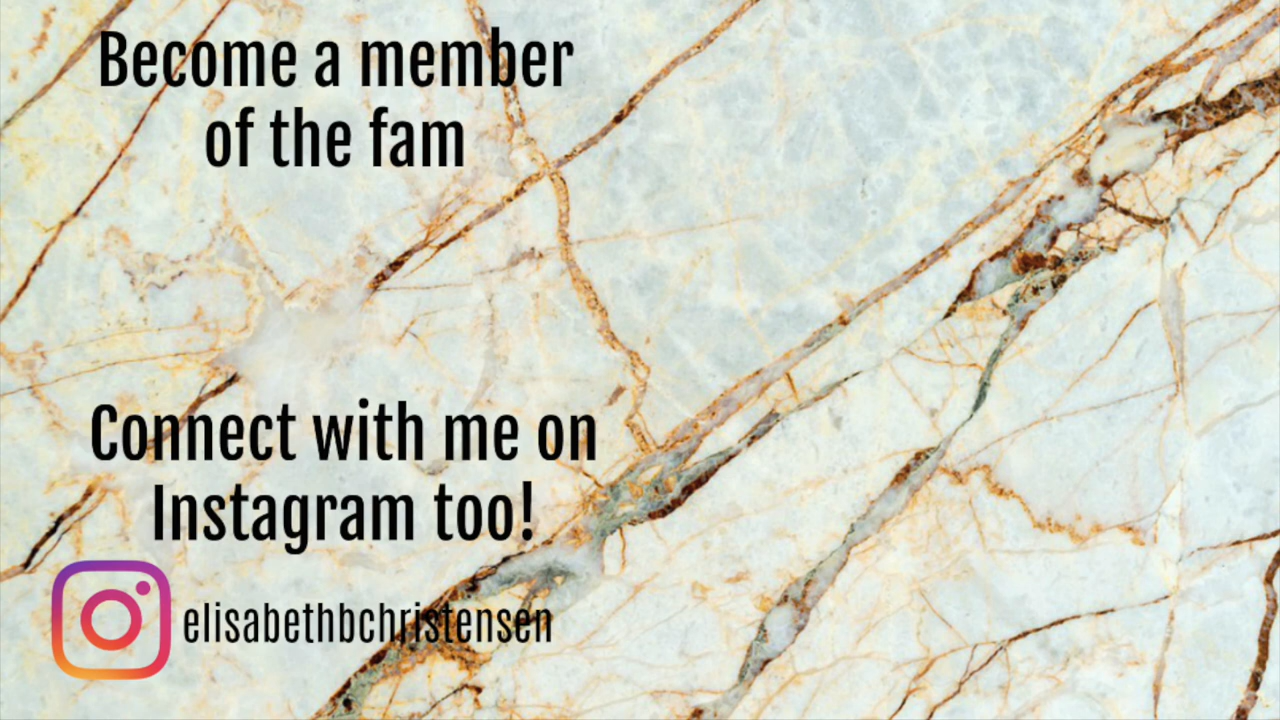 Become a member
of the fam
Connect with me on
Instagram too!
elisabethbchristensen